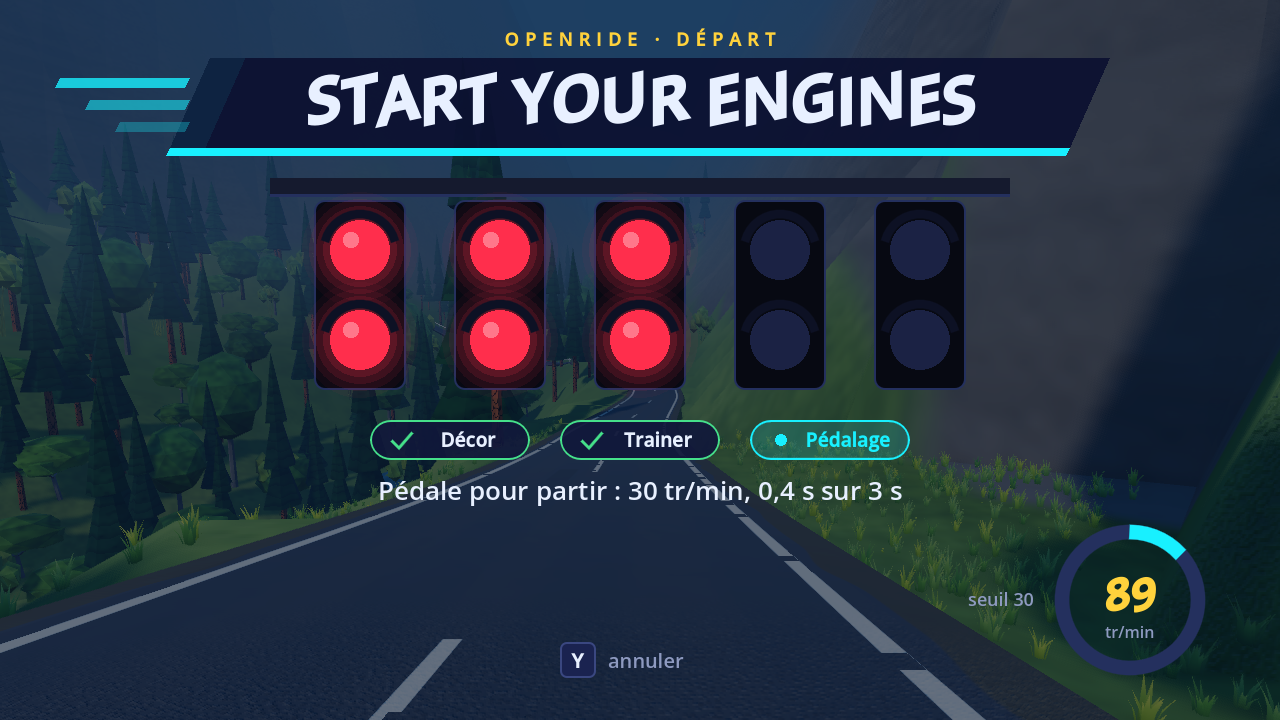 OPENRIDE · DÉPART
START YOUR ENGINES
Décor
Trainer
Pédalage
Pédale pour partir : 30 tr/min, 0,4 s sur 3 s
seuil 30
89
tr/min
Y annuler